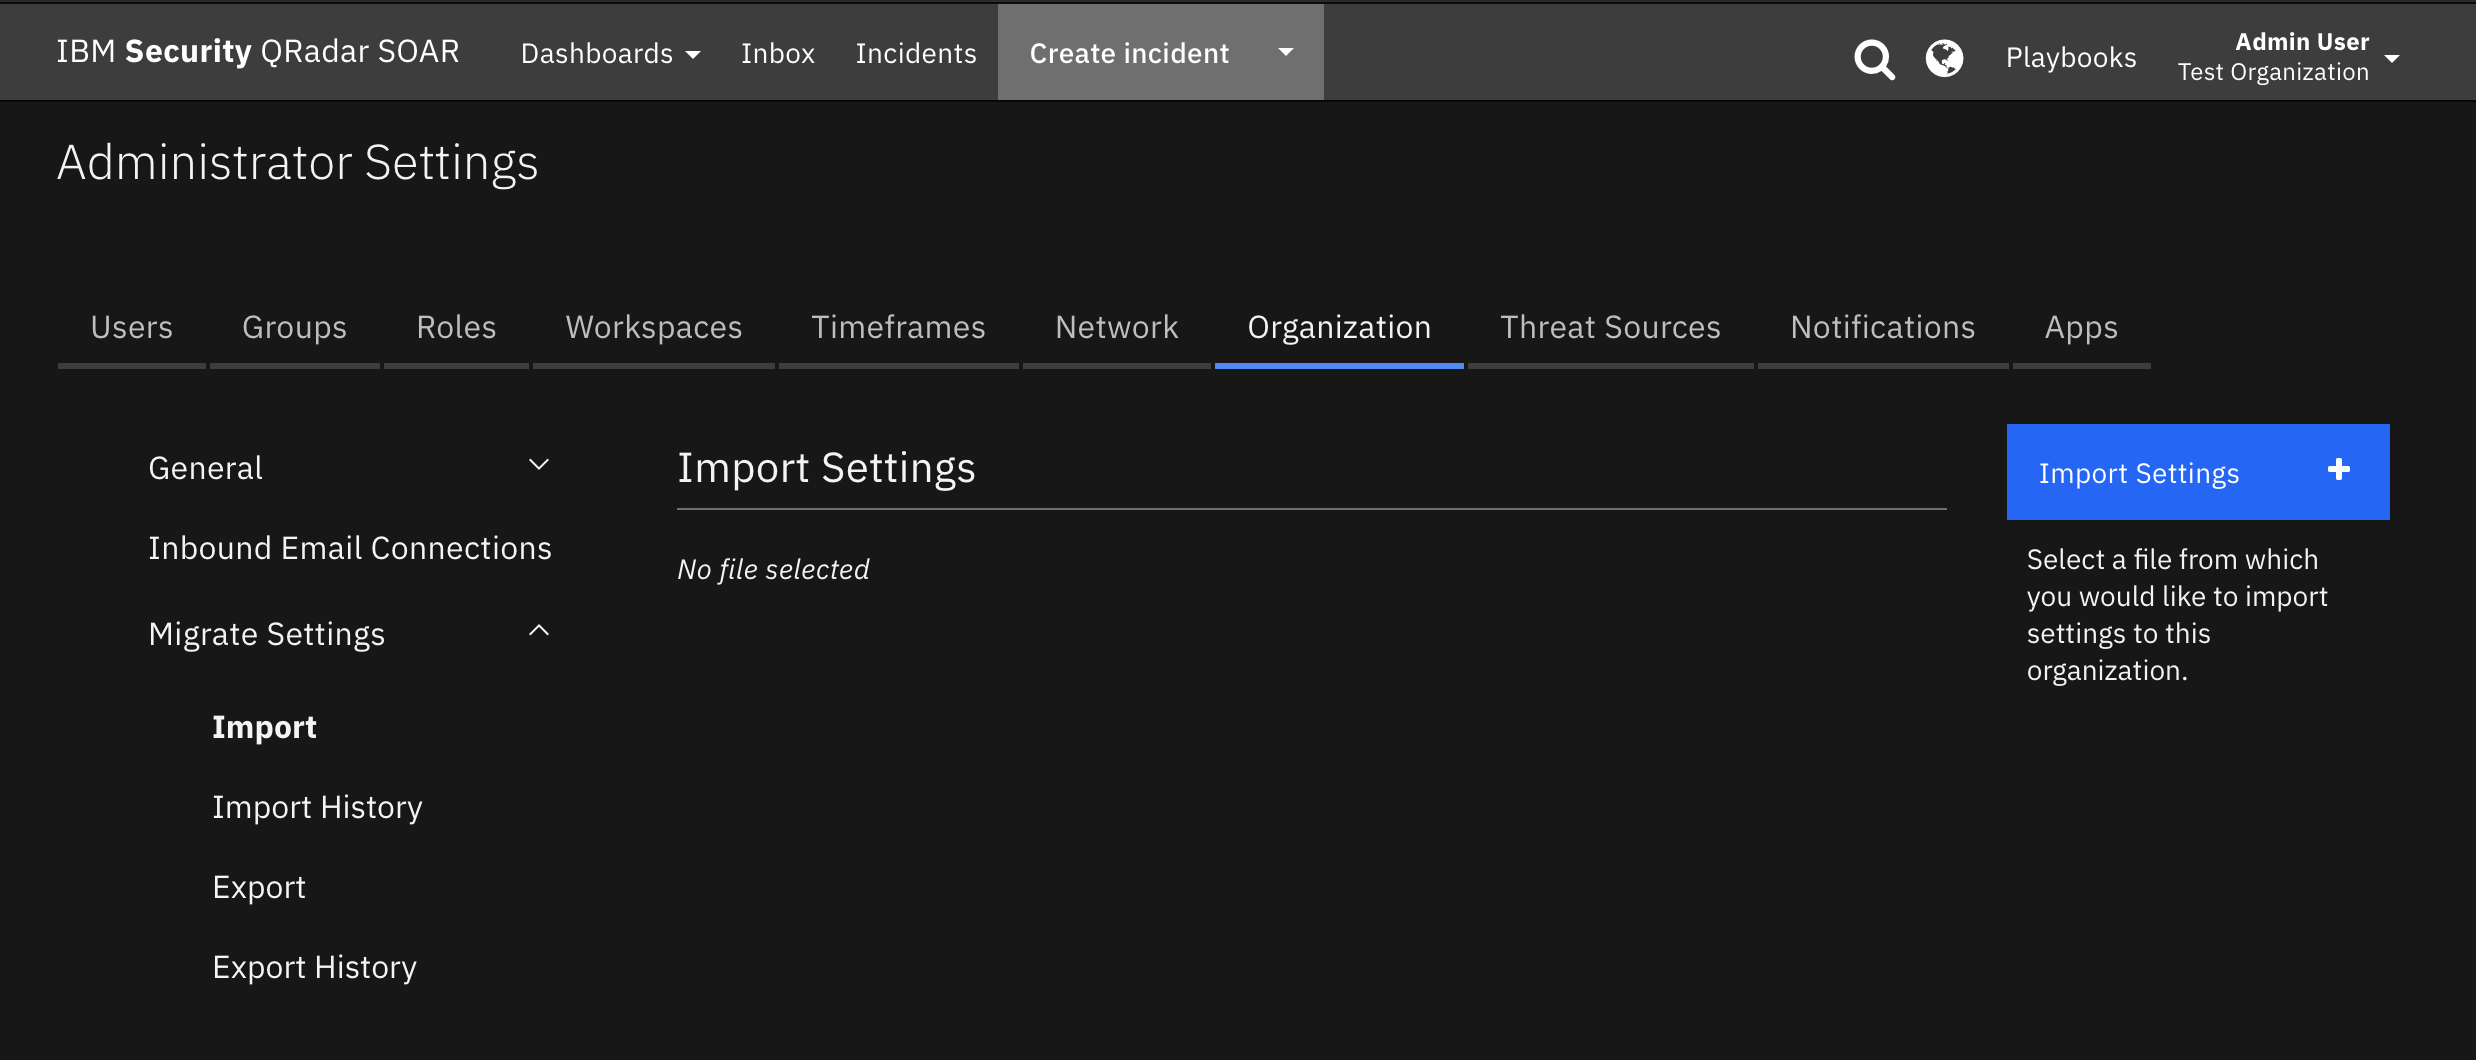 IBM Security QRadar SOAR Dashboards Inbox Incidents Create incident Playbooks Admin User
Test Organization
Administrator Settings
Users Groups Roles Workspaces Timeframes Network Organization Threat Sources Notifications Apps
General
Inbound Email Connections
Migrate Settings
Import
Import History
Export
Export History
Import Settings
No file selected
Import Settings
Select a file from which
you would like to import
settings to this
organization.